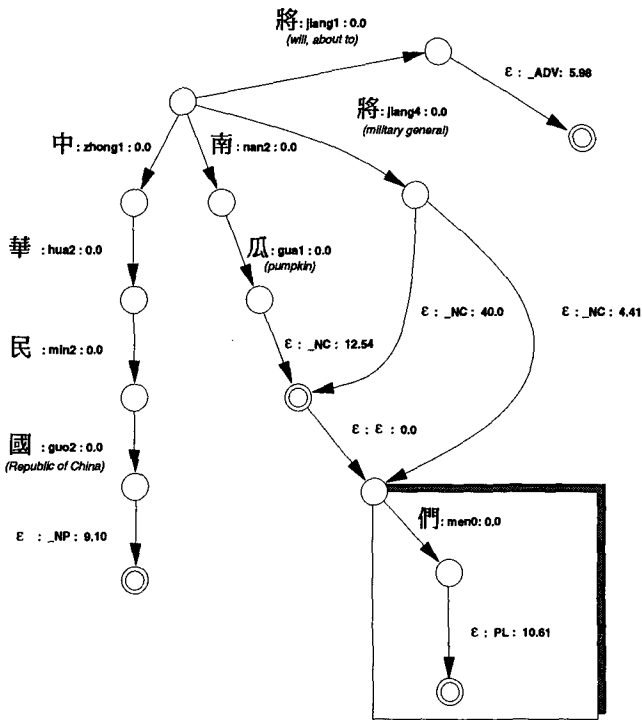 將 : jiang1 : 0.0
(will, about to)
ε : _ADV: 5.98
將 : jiang4 : 0.0
(military general)
中 : zhong1 : 0.0
南 : nan2 : 0.0
華 : hua2 : 0.0
瓜 : gua1 : 0.0
(pumpkin)
ε : _NC : 40.0
ε : _NC : 4.41
民 : min2 : 0.0
ε : _NC : 12.54
國 : guo2 : 0.0
(Republic of China)
ε : ε : 0.0
們 : men0: 0.0
ε : _NP : 9.10
ε : PL : 10.61